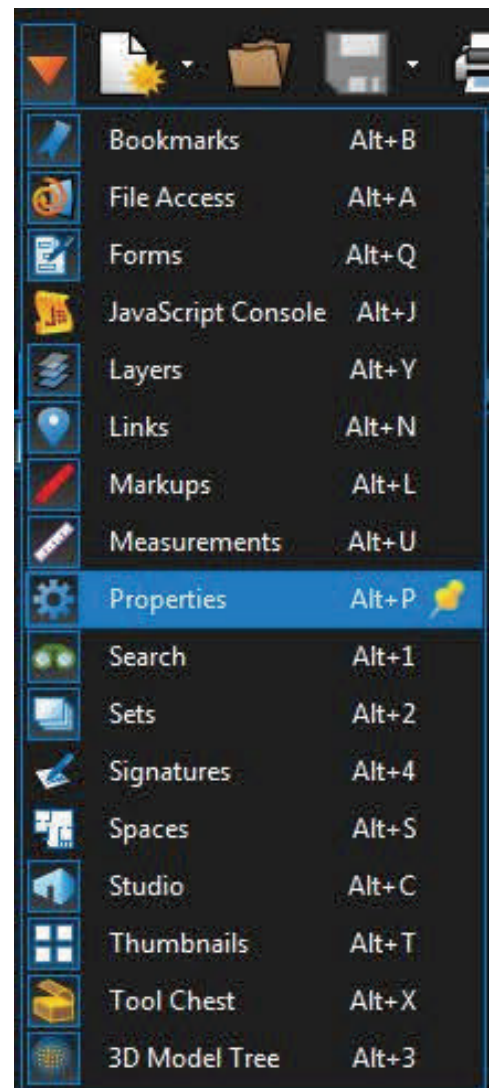 Bookmarks Alt+B
File Access Alt+A
Forms Alt+Q
JavaScript Console Alt+J
Layers Alt+Y
Links Alt+N
Markups Alt+L
Measurements Alt+U
Properties Alt+P
Search Alt+1
Sets Alt+2
Signatures Alt+4
Spaces Alt+S
Studio Alt+C
Thumbnails Alt+T
Tool Chest Alt+X
3D Model Tree Alt+3